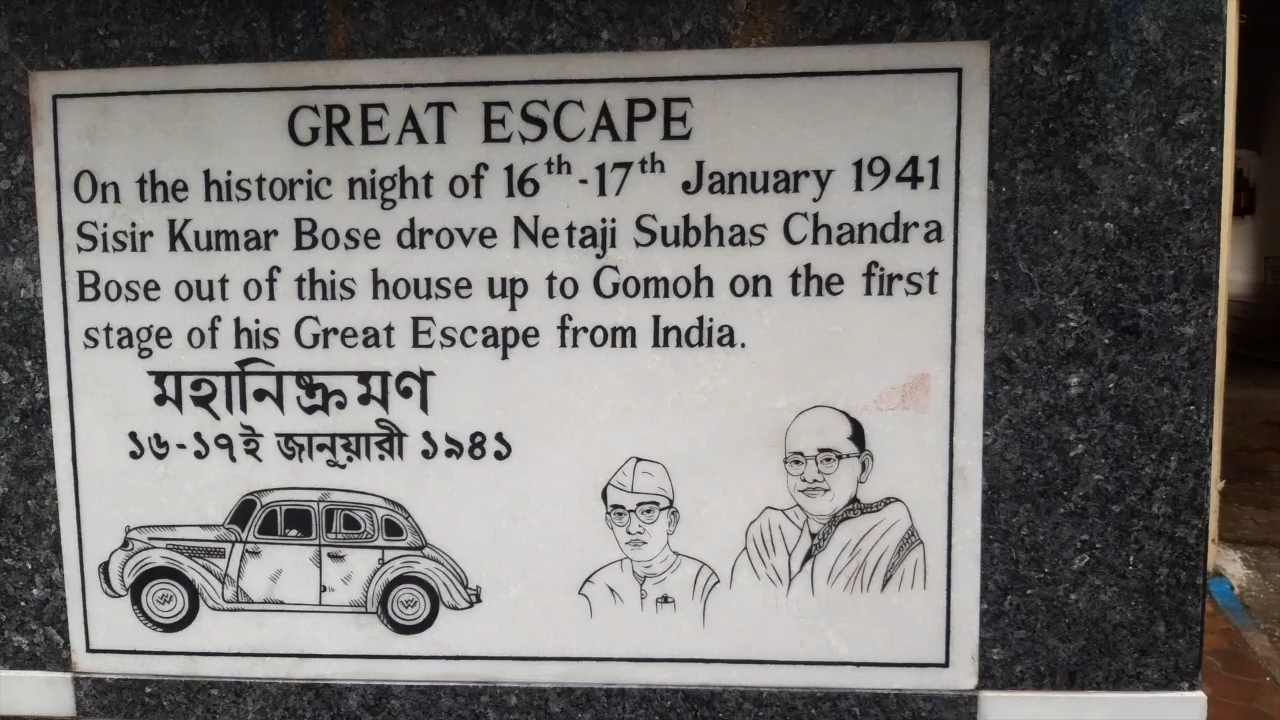 GREAT ESCAPE
On the historic night of 16th-17th January 1941
Sisir Kumar Bose drove Netaji Subhas Chandra
Bose out of this house up to Gomoh on the first
stage of his Great Escape from India.
মহানিষ্ক্রমণ
১৬-১৭ই জানুয়ারী ১৯৪১